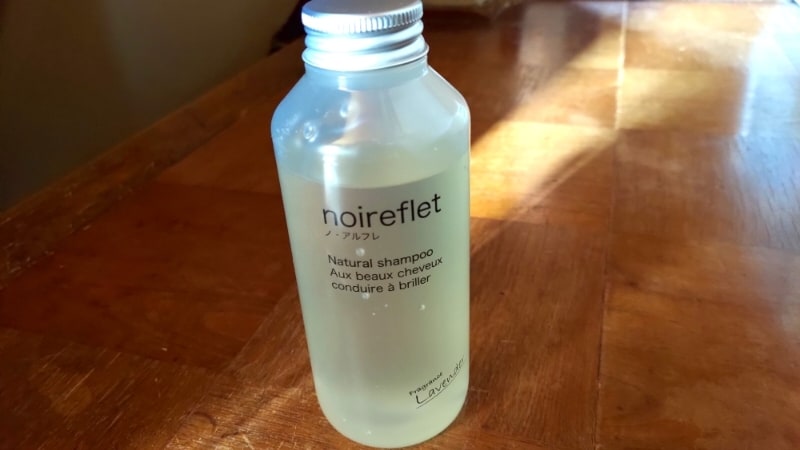 noireflet
ノ・アルフレ
Natural shampoo
Aux beaux cheveux
conduire à briller
Fragrance
Lavender